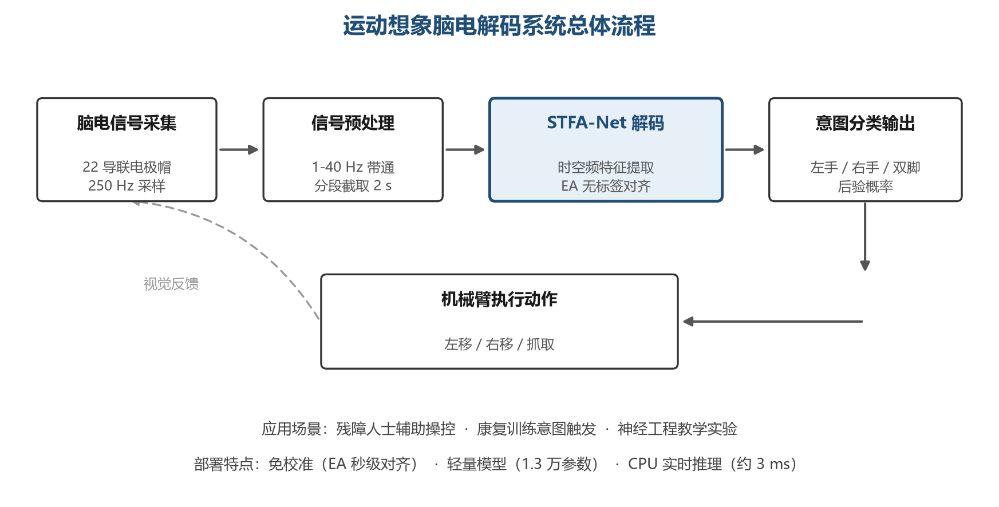 运动想象脑电解码系统总体流程
脑电信号采集
22 导联电极帽
250 Hz 采样
信号预处理
1-40 Hz 带通
分段截取 2 s
STFA-Net 解码
时空频特征提取
EA 无标签对齐
意图分类输出
左手 / 右手 / 双脚
后验概率
视觉反馈
机械臂执行动作
左移 / 右移 / 抓取
应用场景：残障人士辅助操控 · 康复训练意图触发 · 神经工程教学实验
部署特点：免校准（EA 秒级对齐） · 轻量模型（1.3 万参数） · CPU 实时推理（约 3 ms）